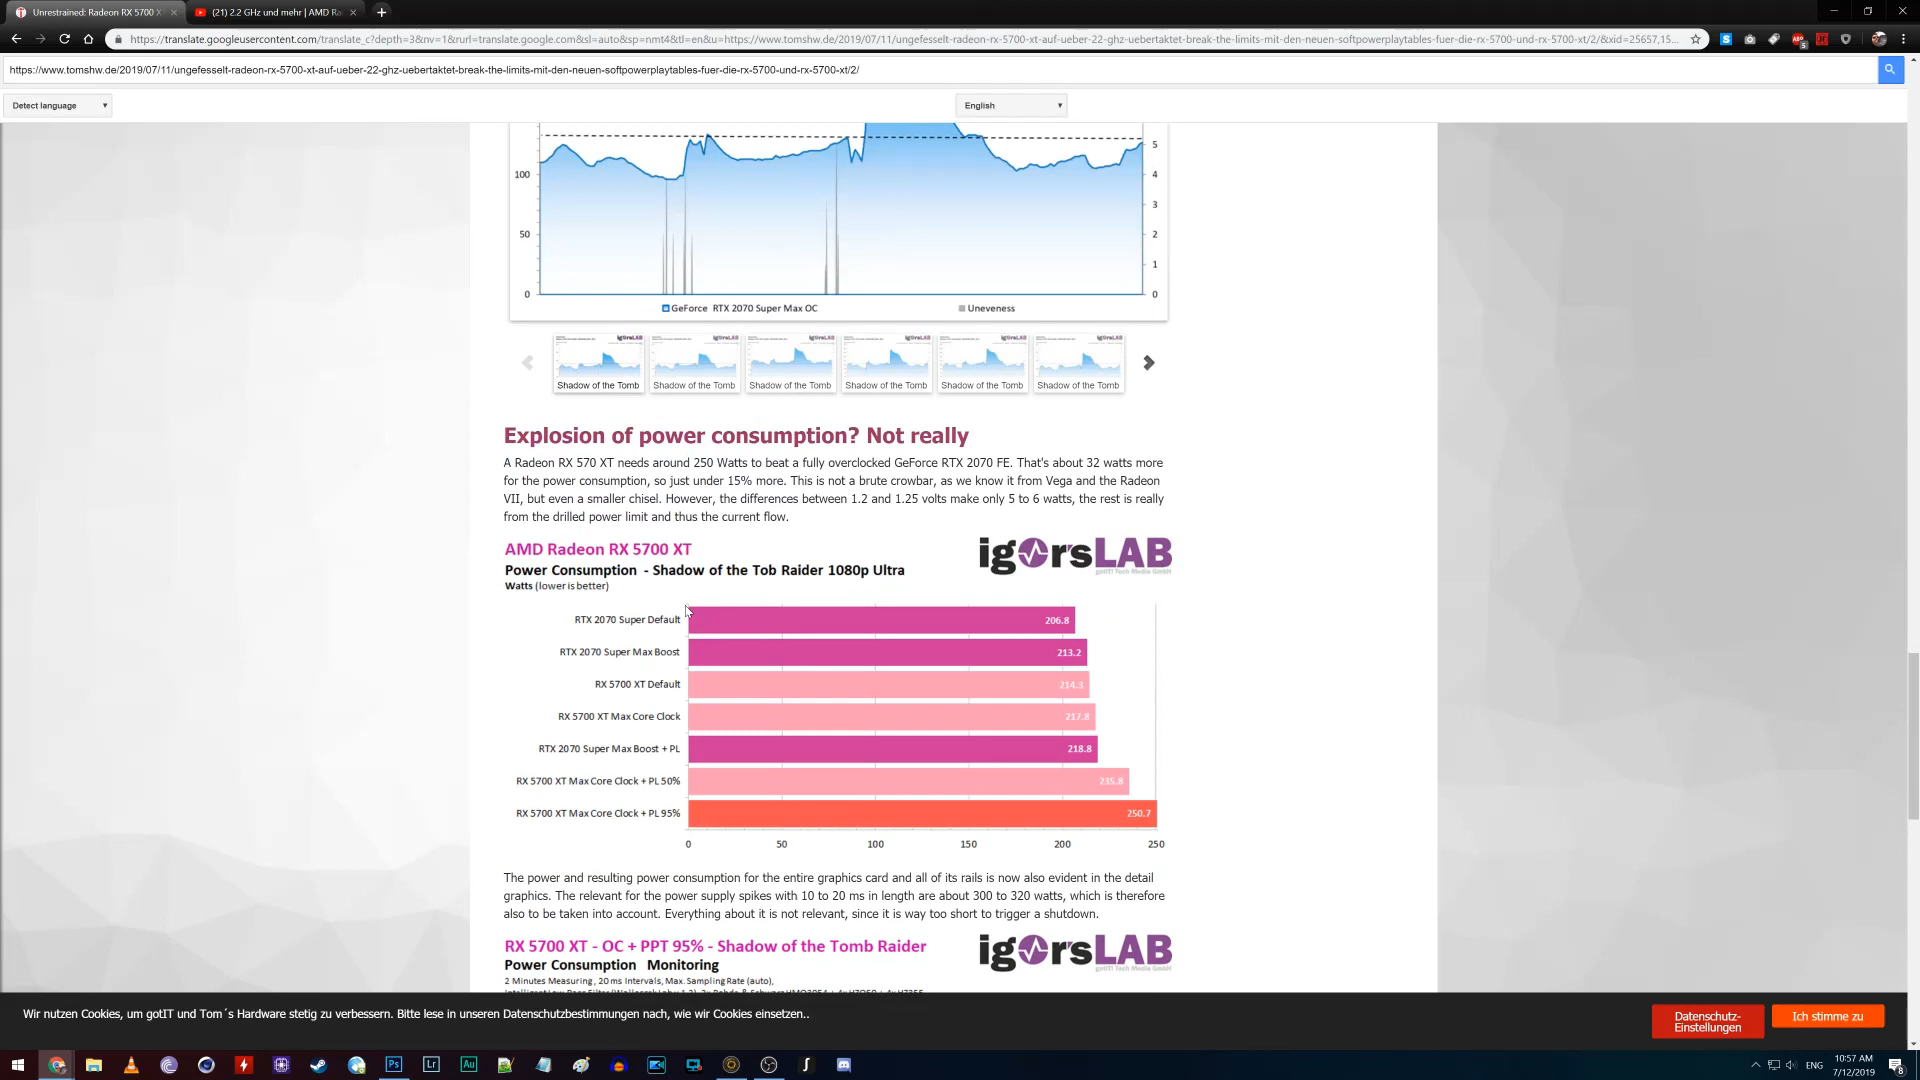 Unrestrained: Radeon RX 5700 X
(21) 2.2 GHz und mehr | AMD Ra
https://translate.googleusercontent.com/translate_c?depth=3&nv=1&rurl=translate.google.com&sl=auto&sp=nmt4&tl=en&u=https://www.tomshw.de/2019/07/11/ungefesselt-radeon-rx-5700-xt-auf-ueber-22-ghz-uebertaktet-break-the-limits-mit-den-neuen-softpowerplaytables-fuer-die-rx-5700-und-rx-5700-xt/2/&xid=25657,15...
https://www.tomshw.de/2019/07/11/ungefesselt-radeon-rx-5700-xt-auf-ueber-22-ghz-uebertaktet-break-the-limits-mit-den-neuen-softpowerplaytables-fuer-die-rx-5700-und-rx-5700-xt/2/
Detect language
English
5
100 4
3
50 2
1
0 0
GeForce RTX 2070 Super Max OC Uneveness
igorsLAB igorsLAB igorsLAB igorsLAB igorsLAB igorsLAB
Shadow of the Tomb Shadow of the Tomb Shadow of the Tomb Shadow of the Tomb Shadow of the Tomb Shadow of the Tomb
Explosion of power consumption? Not really
A Radeon RX 570 XT needs around 250 Watts to beat a fully overclocked GeForce RTX 2070 FE. That's about 32 watts more
for the power consumption, so just under 15% more. This is not a brute crowbar, as we know it from Vega and the Radeon
VII, but even a smaller chisel. However, the differences between 1.2 and 1.25 volts make only 5 to 6 watts, the rest is really
from the drilled power limit and thus the current flow.
AMD Radeon RX 5700 XT
igorsLAB
gotIT! Tech Media GmbH
Power Consumption - Shadow of the Tob Raider 1080p Ultra
Watts (lower is better)
RTX 2070 Super Default 206.8
RTX 2070 Super Max Boost 213.2
RX 5700 XT Default 214.3
RX 5700 XT Max Core Clock 217.8
RTX 2070 Super Max Boost + PL 218.8
RX 5700 XT Max Core Clock + PL 50% 235.8
RX 5700 XT Max Core Clock + PL 95% 250.7
0 50 100 150 200 250
The power and resulting power consumption for the entire graphics card and all of its rails is now also evident in the detail
graphics. The relevant for the power supply spikes with 10 to 20 ms in length are about 300 to 320 watts, which is therefore
also to be taken into account. Everything about it is not relevant, since it is way too short to trigger a shutdown.
RX 5700 XT - OC + PPT 95% - Shadow of the Tomb Raider
igorsLAB
gotIT! Tech Media GmbH
Power Consumption Monitoring
2 Minutes Measuring , 20 ms Intervals, Max. Sampling Rate (auto),
Wir nutzen Cookies, um gotIT und Tom´s Hardware stetig zu verbessern. Bitte lese in unseren Datenschutzbestimmungen nach, wie wir Cookies einsetzen..
Datenschutz-
Einstellungen
Ich stimme zu
Ps
Lr
Au
ENG
10:57 AM
7/12/2019
8